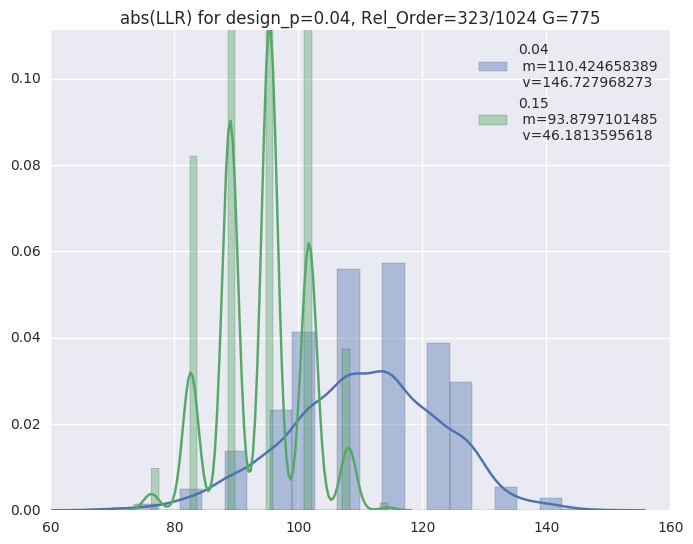 abs(LLR) for design_p=0.04, Rel_Order=323/1024 G=775
0.04
m=110.424658389
v=146.727968273
0.15
m=93.8797101485
v=46.1813595618
0.10
0.08
0.06
0.04
0.02
0.00
60 80 100 120 140 160